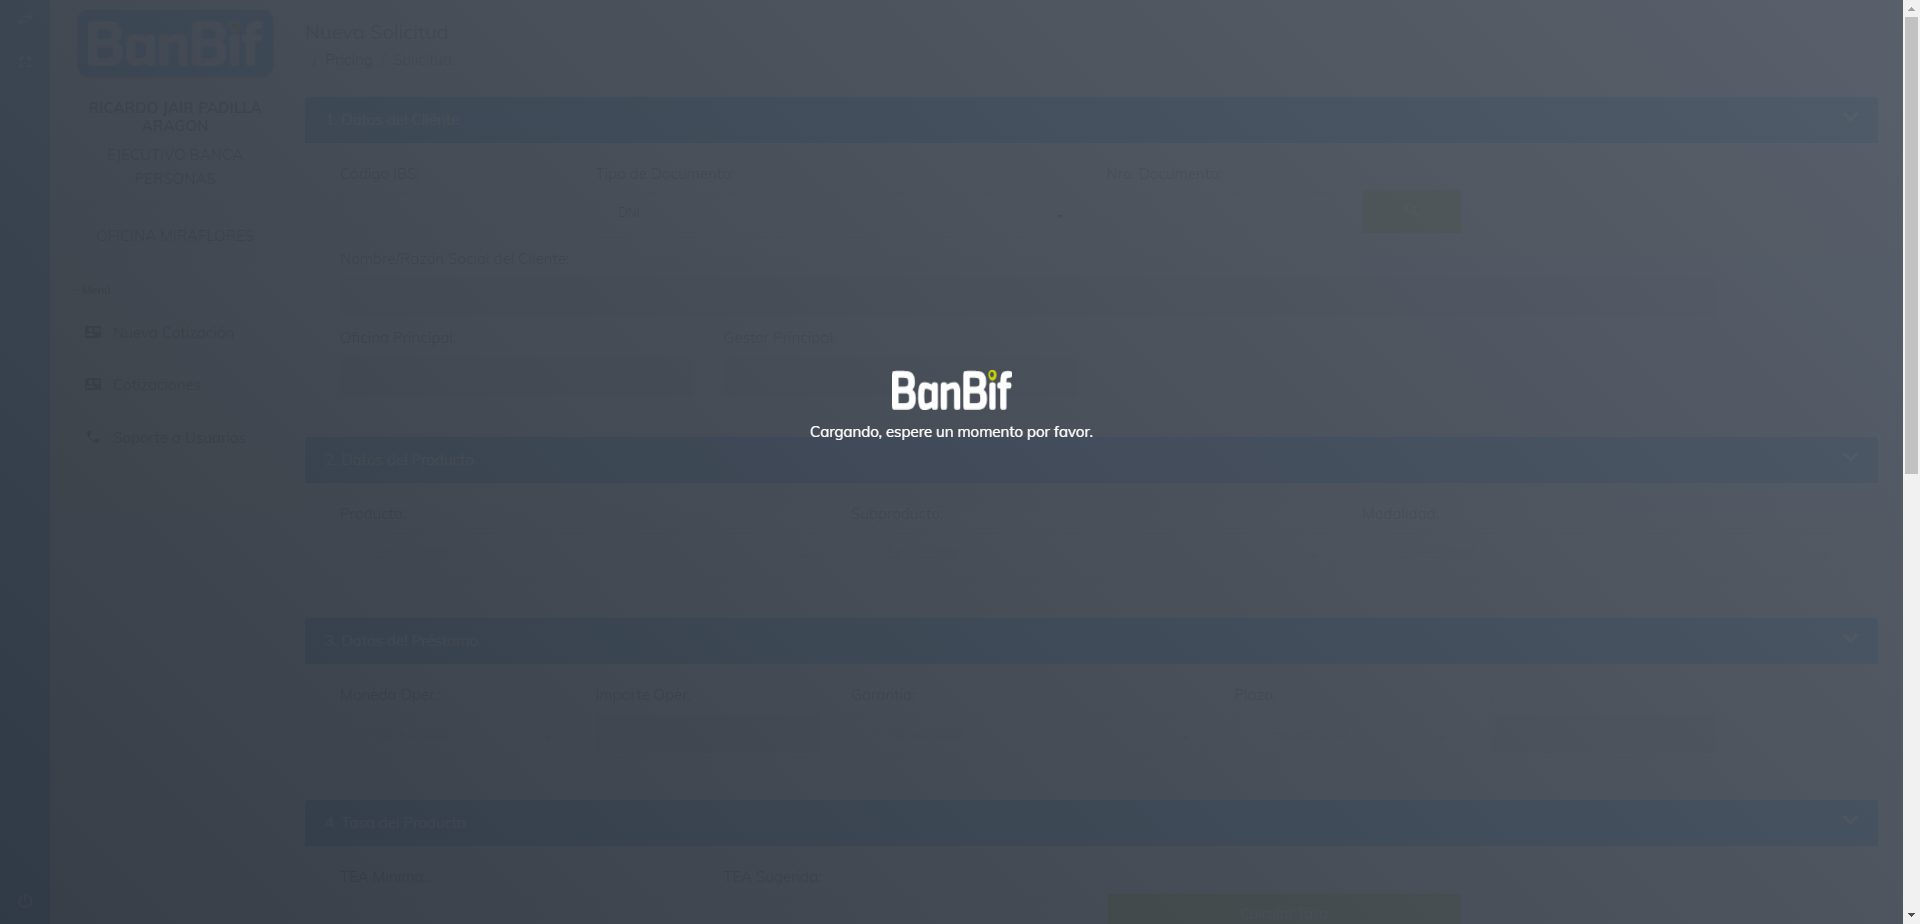 BanBif
Nueva Solicitud
Pricing / Solicitud
RICARDO JAIR PADILLA
ARAGON
EJECUTIVO BANCA
PERSONAS
OFICINA MIRAFLORES
Menú
Nueva Cotización
Cotizaciones
Soporte a Usuarios
1. Datos del Cliente
Código IBS: Tipo de Documento: Nro. Documento:
DNI
Nombre/Razón Social del Cliente:
Oficina Principal: Gestor Principal:
BanBif
Cargando, espere un momento por favor.
2. Datos del Producto
Producto: Subproducto: Modalidad:
3. Datos del Préstamo
Moneda Oper.: Importe Oper.: Garantía: Plazo:
4. Tasa del Producto
TEA Mínima: TEA Sugerida: